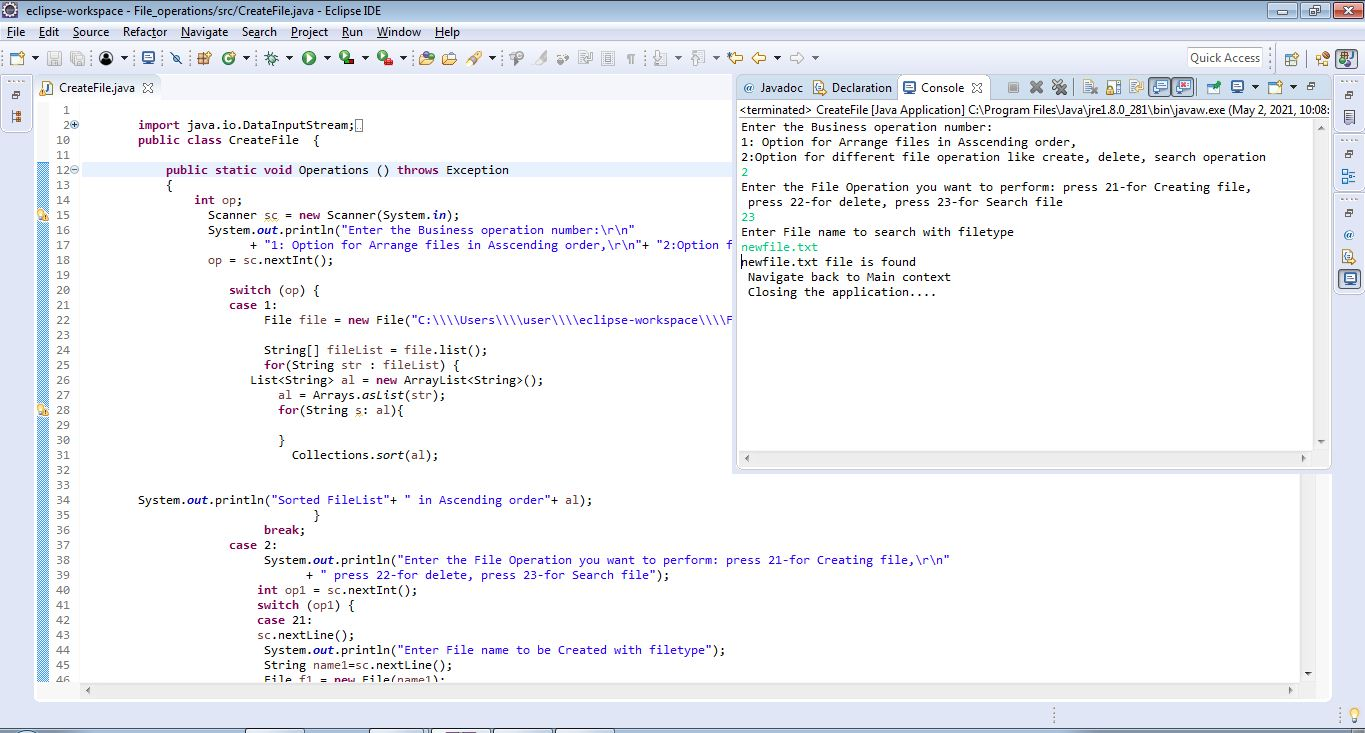 eclipse-workspace - File_operations/src/CreateFile.java - Eclipse IDE
File Edit Source Refactor Navigate Search Project Run Window Help
Quick Access
CreateFile.java
1
2 import java.io.DataInputStream;
10 public class CreateFile {
11
12 public static void Operations () throws Exception
13 {
14 int op;
15 Scanner sc = new Scanner(System.in);
16 System.out.println("Enter the Business operation number:\r\n"
17 + "1: Option for Arrange files in Asscending order,\r\n"+ "2:Option f
18 op = sc.nextInt();
19
20 switch (op) {
21 case 1:
22 File file = new File("C:\\\\Users\\\\user\\\\eclipse-workspace\\\\F
23
24 String[] fileList = file.list();
25 for(String str : fileList) {
26 List<String> al = new ArrayList<String>();
27 al = Arrays.asList(str);
28 for(String s: al){
29
30 }
31 Collections.sort(al);
32
33
34 System.out.println("Sorted FileList"+ " in Ascending order"+ al);
35 }
36 break;
37 case 2:
38 System.out.println("Enter the File Operation you want to perform: press 21-for Creating file,\r\n"
39 + " press 22-for delete, press 23-for Search file");
40 int op1 = sc.nextInt();
41 switch (op1) {
42 case 21:
43 sc.nextLine();
44 System.out.println("Enter File name to be Created with filetype");
45 String name1=sc.nextLine();
46 File f1 = new File(name1);
@ Javadoc Declaration Console
<terminated> CreateFile [Java Application] C:\Program Files\Java\jre1.8.0_281\bin\javaw.exe (May 2, 2021, 10:08:
Enter the Business operation number:
1: Option for Arrange files in Asscending order,
2:Option for different file operation like create, delete, search operation
2
Enter the File Operation you want to perform: press 21-for Creating file,
press 22-for delete, press 23-for Search file
23
Enter File name to search with filetype
newfile.txt
newfile.txt file is found
Navigate back to Main context
Closing the application....